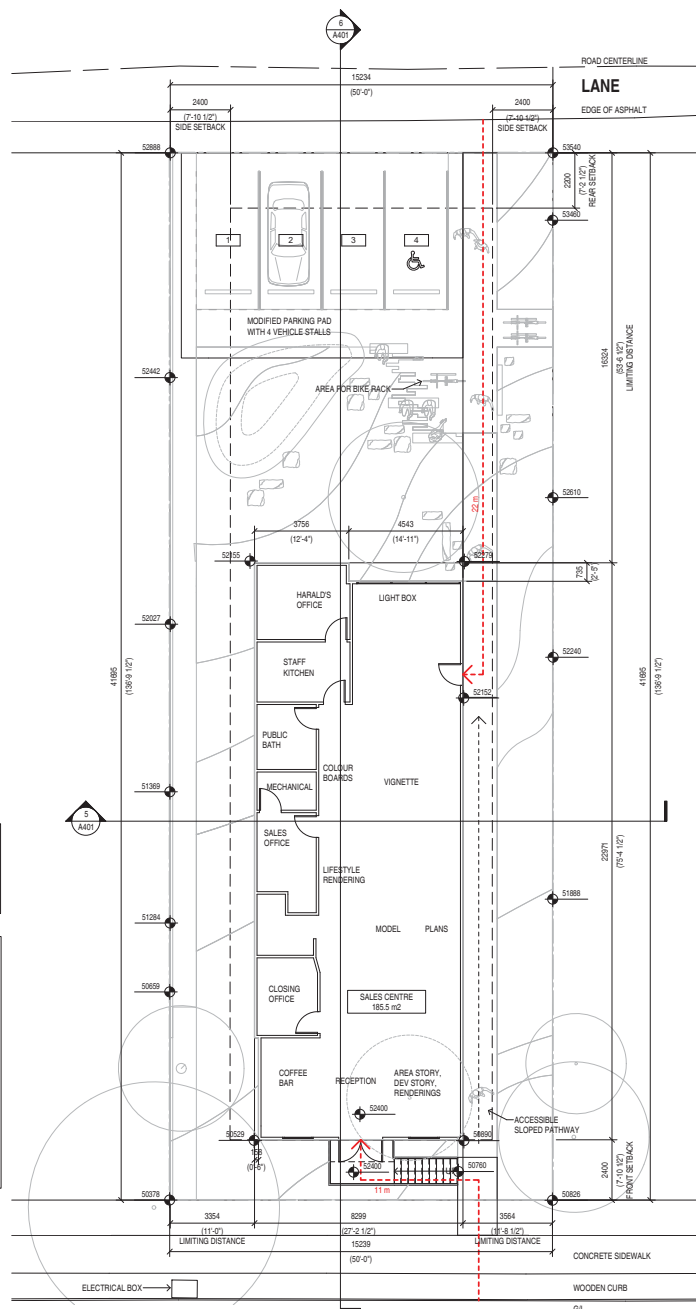 6
A401
ROAD CENTERLINE
15234
(50'-0")
LANE
2400
(7'-10 1/2")
SIDE SETBACK
2400
(7'-10 1/2")
SIDE SETBACK
EDGE OF ASPHALT
52888
53540
2200
(7'-2 1/2")
REAR SETBACK
53460
1
2
3
4
MODIFIED PARKING PAD
WITH 4 VEHICLE STALLS
16324
(53'-6 1/2")
LIMITING DISTANCE
52442
AREA FOR BIKE RACK
22 m
52610
3756
(12'-4")
4543
(14'-11")
52155
52279
735
(2'-5")
HARALD'S
OFFICE
LIGHT BOX
52027
STAFF
KITCHEN
52240
41695
(136'-9 1/2")
41695
(136'-9 1/2")
52152
PUBLIC
BATH
COLOUR
BOARDS
VIGNETTE
MECHANICAL
51369
5
A401
SALES
OFFICE
22971
(75'-4 1/2")
LIFESTYLE
RENDERING
51888
51284
MODEL
PLANS
50659
CLOSING
OFFICE
SALES CENTRE
185.5 m2
COFFEE
BAR
RECEPTION
AREA STORY,
DEV STORY,
RENDERINGS
52400
ACCESSIBLE
SLOPED PATHWAY
50529
158
(0'-6")
52400
50760
11 m
2400
(7'-10 1/2")
FRONT SETBACK
50378
50826
3354
(11'-0")
LIMITING DISTANCE
8299
(27'-2 1/2")
3564
(11'-8 1/2")
LIMITING DISTANCE
15239
(50'-0")
CONCRETE SIDEWALK
ELECTRICAL BOX
WOODEN CURB